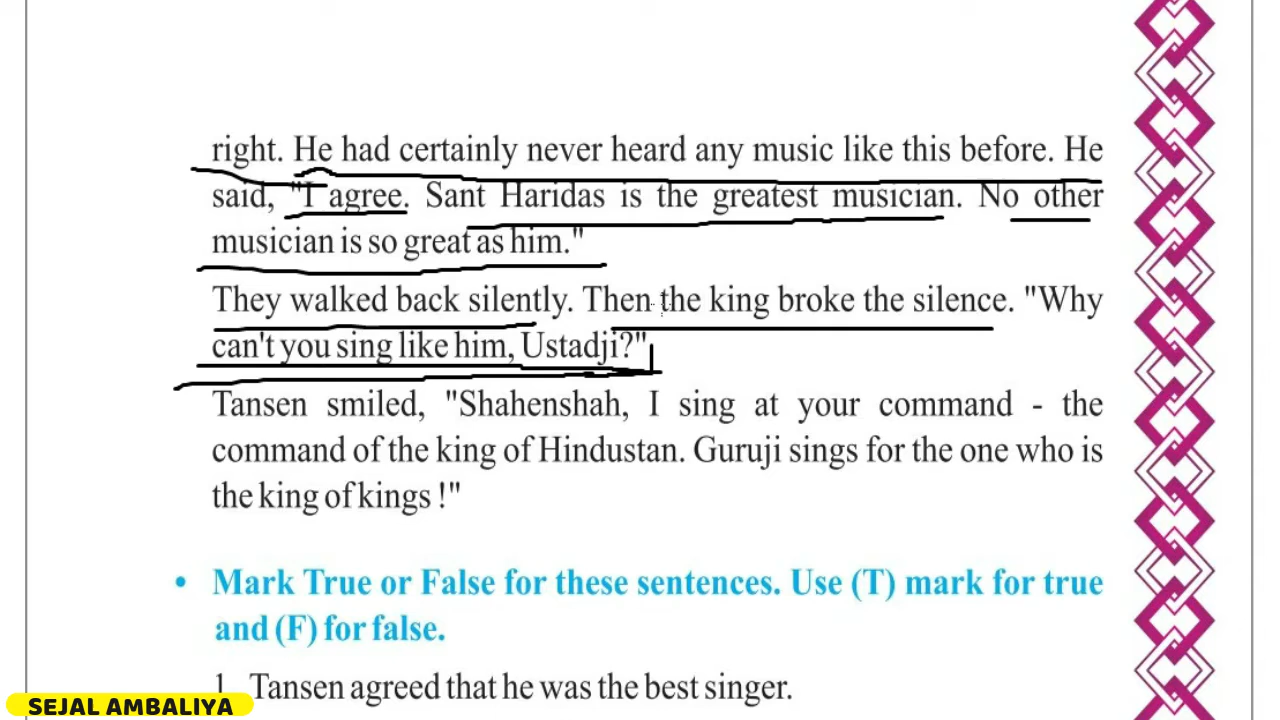 right. He had certainly never heard any music like this before. He
said, "I agree. Sant Haridas is the greatest musician. No other
musician is so great as him."
They walked back silently. Then the king broke the silence. "Why
can't you sing like him, Ustadji?"
Tansen smiled, "Shahenshah, I sing at your command - the
command of the king of Hindustan. Guruji sings for the one who is
the king of kings !"
• Mark True or False for these sentences. Use (T) mark for true
and (F) for false.
1. Tansen agreed that he was the best singer.
SEJAL AMBALIYA